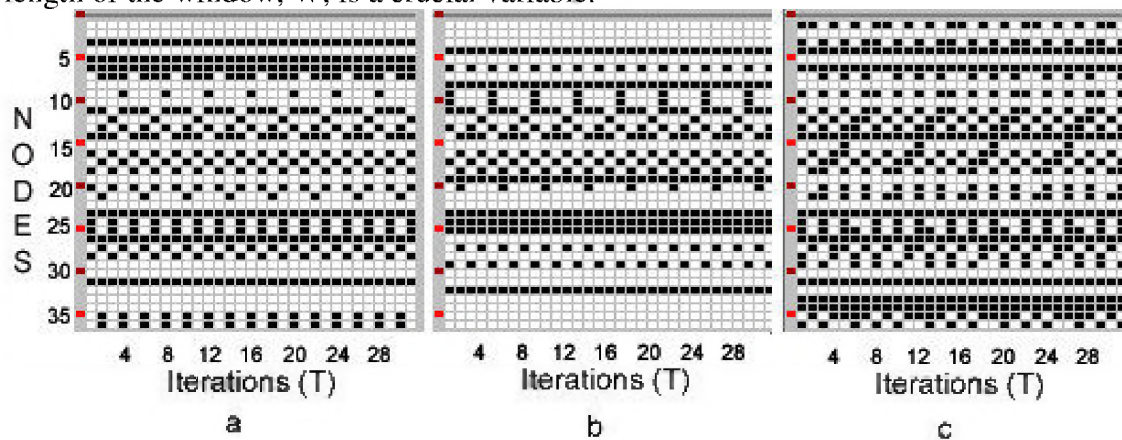 length of the window, W, is a crucial variable.
NODES
5
10
15
20
25
30
35
4 8 12 16 20 24 28
Iterations (T)
a
4 8 12 16 20 24 28
Iterations (T)
b
4 8 12 16 20 24 28
Iterations (T)
c